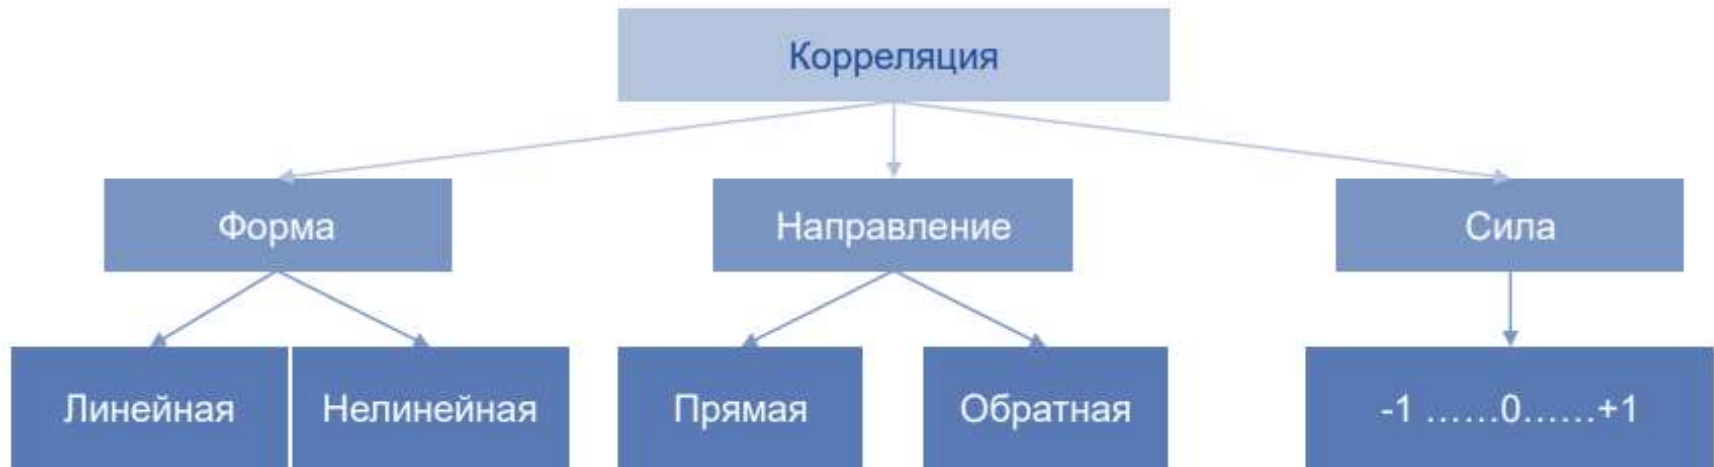 Корреляция
Форма
Направление
Сила
Линейная
Нелинейная
Прямая
Обратная
-1 ......0......+1